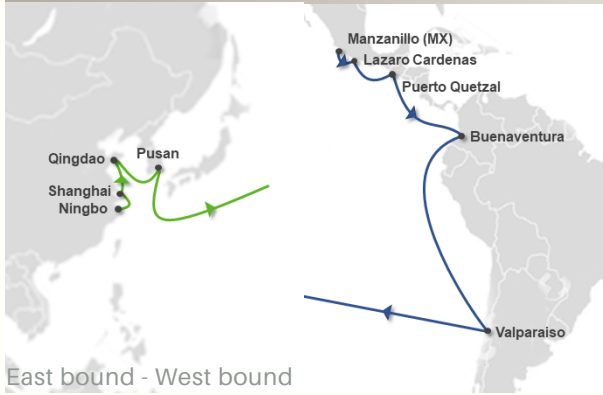 Manzanillo (MX)
Lazaro Cardenas
Puerto Quetzal
Buenaventura
Qingdao
Pusan
Shanghai
Ningbo
Valparaiso
East bound - West bound